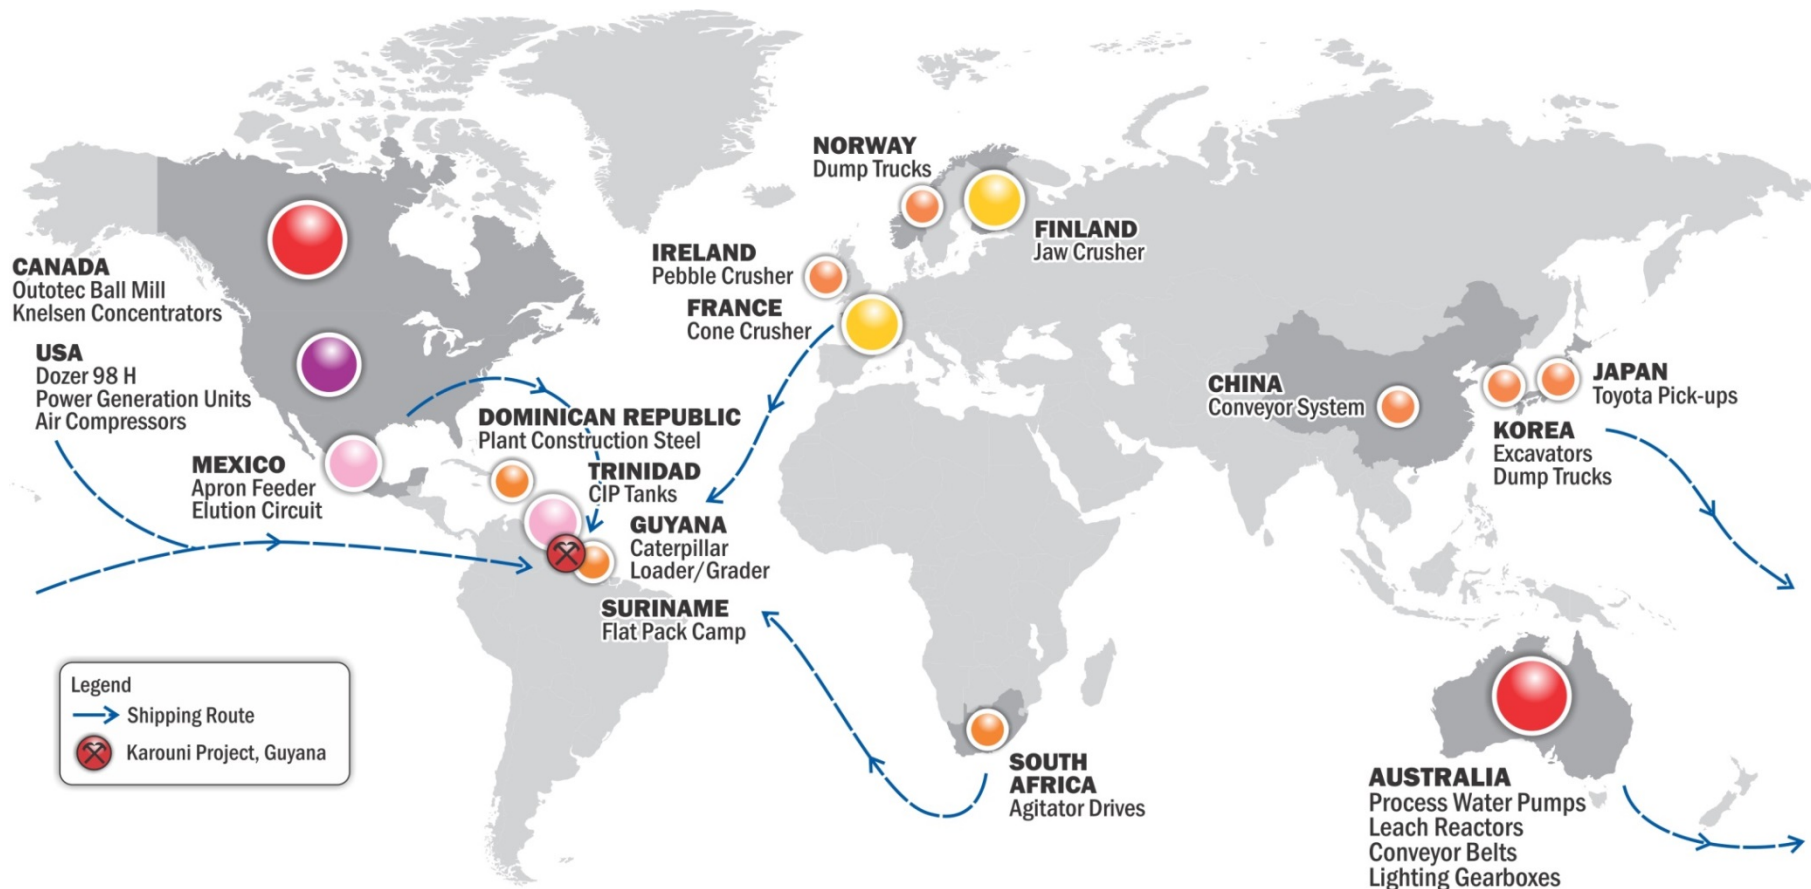 NORWAY
Dump Trucks
FINLAND
Jaw Crusher
IRELAND
Pebble Crusher
FRANCE
Cone Crusher
CANADA
Outotec Ball Mill
Knelsen Concentrators
USA
Dozer 98 H
Power Generation Units
Air Compressors
MEXICO
Apron Feeder
Elution Circuit
DOMINICAN REPUBLIC
Plant Construction Steel
TRINIDAD
CIP Tanks
GUYANA
Caterpillar
Loader/Grader
SURINAME
Flat Pack Camp
CHINA
Conveyor System
JAPAN
Toyota Pick-ups
KOREA
Excavators
Dump Trucks
SOUTH
AFRICA
Agitator Drives
AUSTRALIA
Process Water Pumps
Leach Reactors
Conveyor Belts
Lighting Gearboxes
Legend
Shipping Route
Karouni Project, Guyana